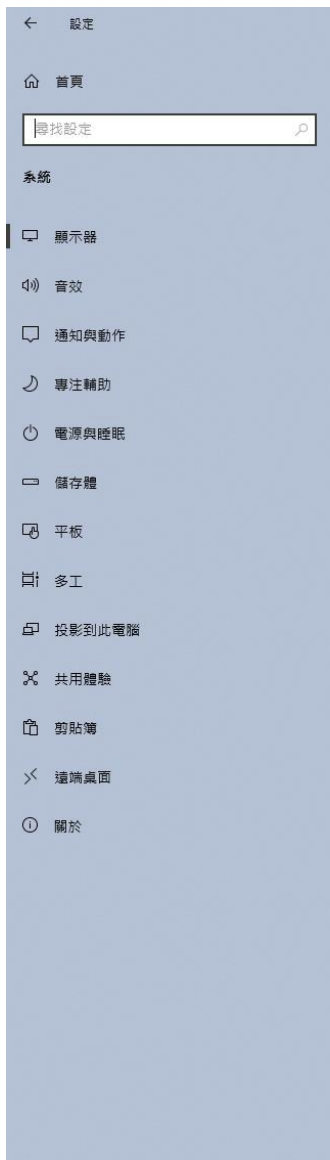 設定
首頁
尋找設定
系統
顯示器
音效
通知與動作
專注輔助
電源與睡眠
儲存體
平板
多工
投影到此電腦
共用體驗
剪貼簿
遠端桌面
關於